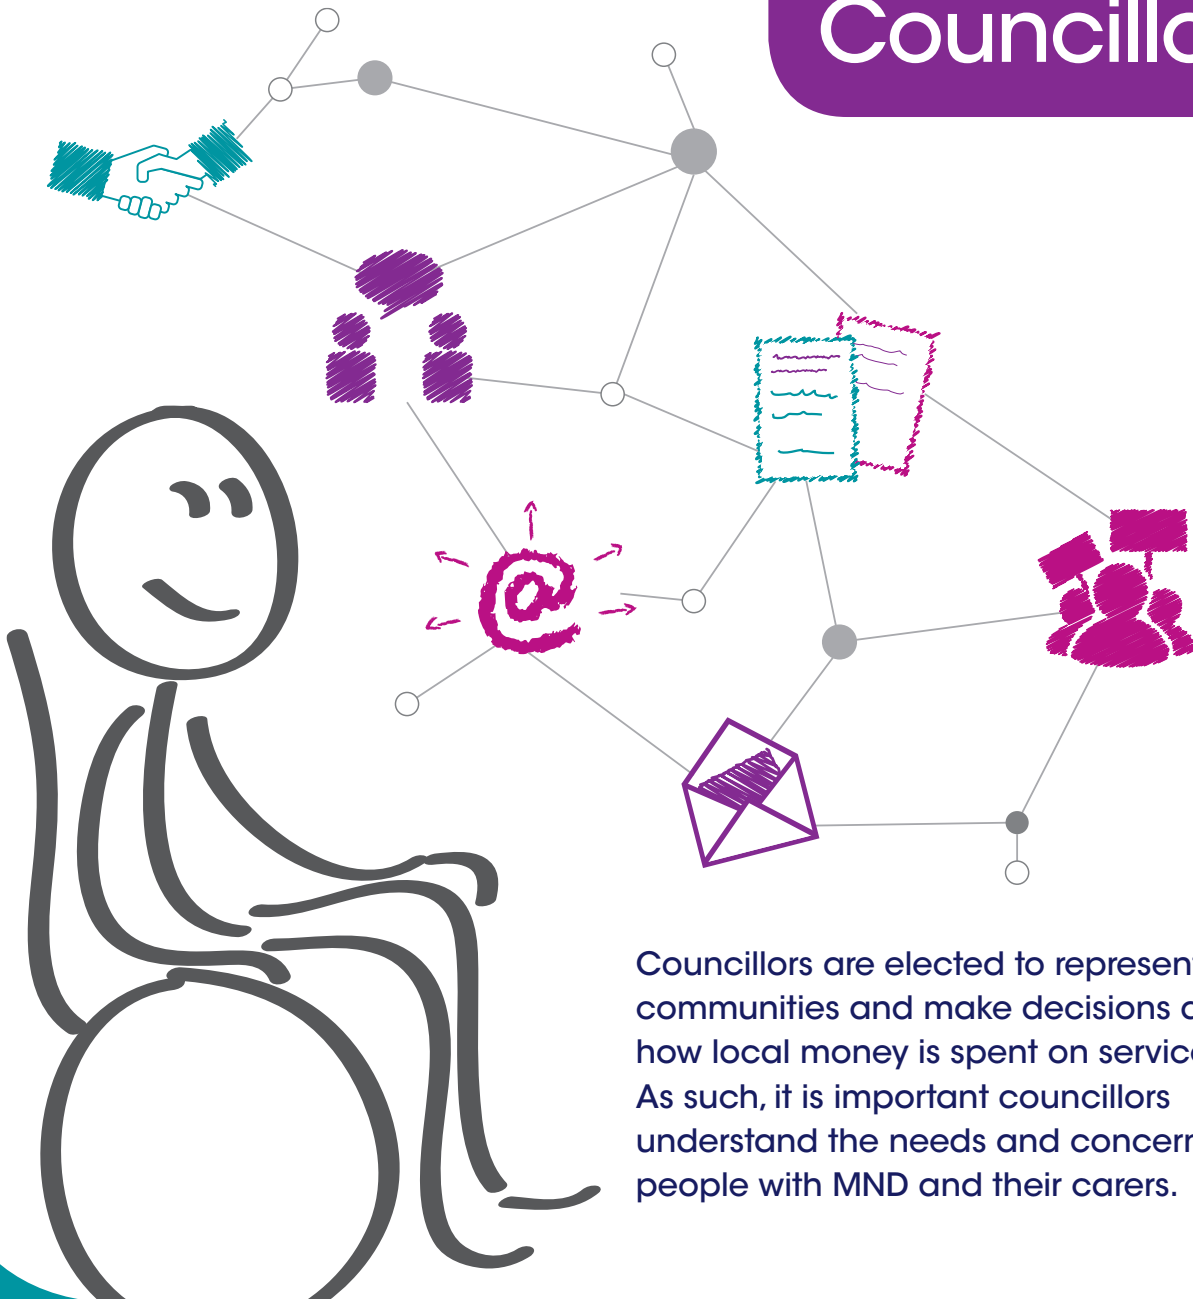 Councillo
Councillors are elected to represent
communities and make decisions
how local money is spent on servic
As such, it is important councillors
understand the needs and concern
people with MND and their carers.